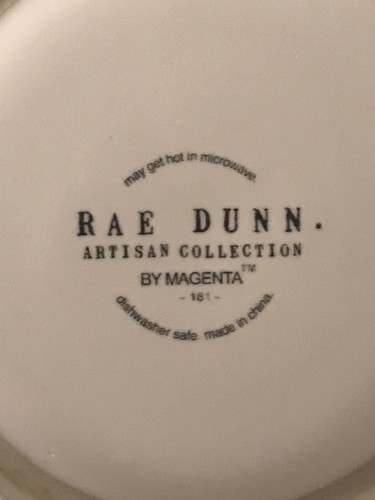 may get hot in microwave.
RAE DUNN.
ARTISAN COLLECTION
BY MAGENTA™
- 181 -
dishwasher safe. made in china.